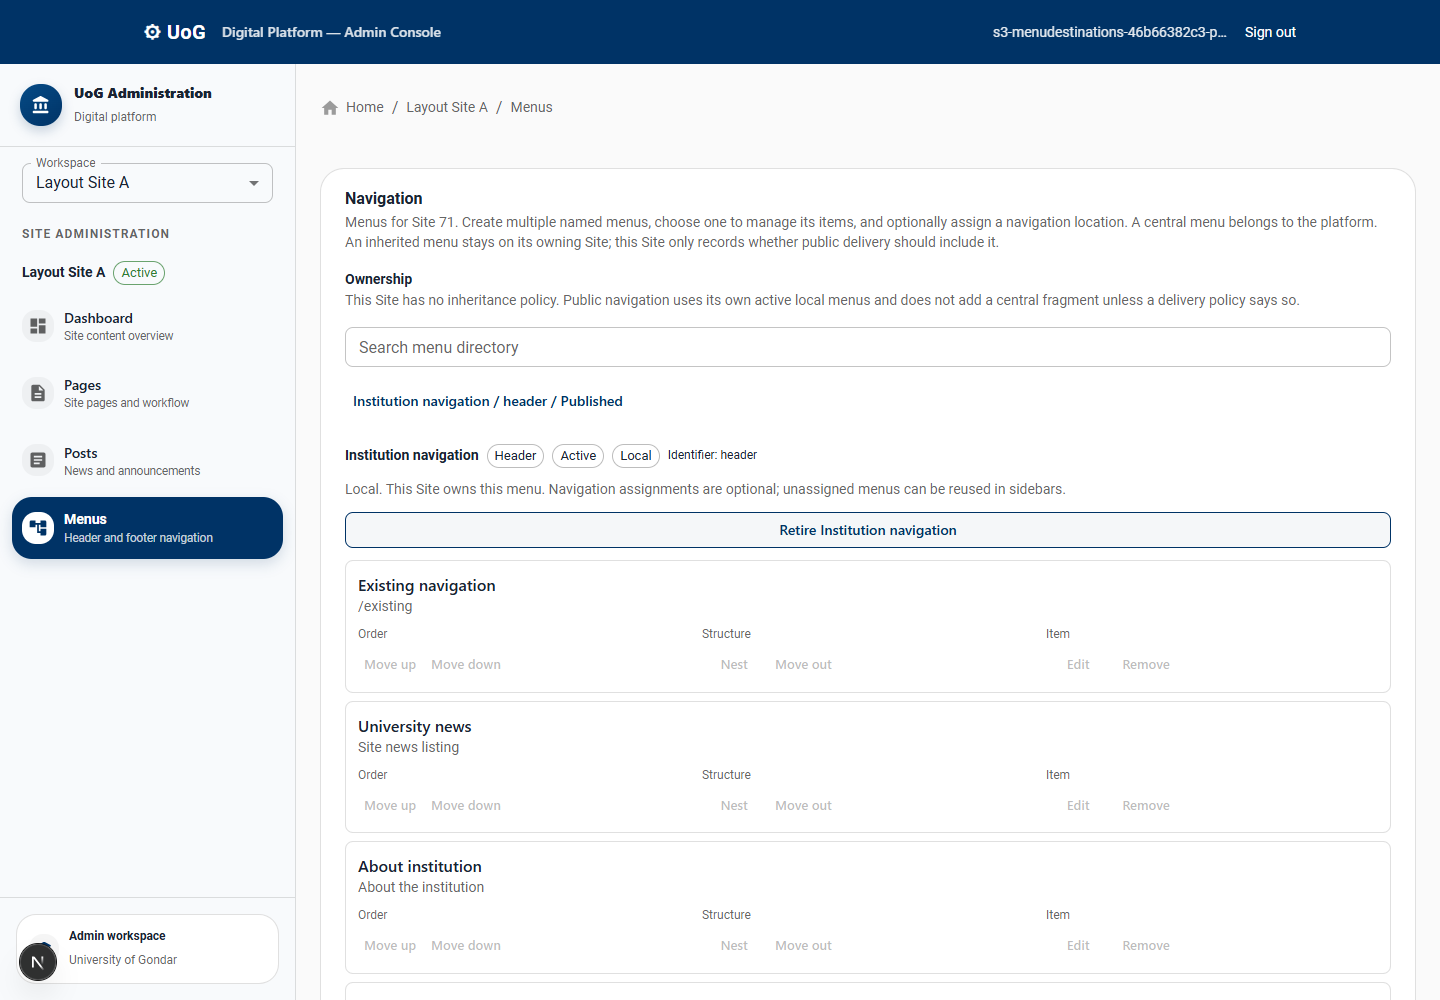 UoG
Digital Platform — Admin Console
s3-menudestinations-46b66382c3-p...
Sign out
UoG Administration
Digital platform
Workspace
Layout Site A
SITE ADMINISTRATION
Layout Site A
Active
Dashboard
Site content overview
Pages
Site pages and workflow
Posts
News and announcements
Menus
Header and footer navigation
Admin workspace
University of Gondar
N
Home / Layout Site A / Menus
Navigation
Menus for Site 71. Create multiple named menus, choose one to manage its items, and optionally assign a navigation location. A central menu belongs to the platform.
An inherited menu stays on its owning Site; this Site only records whether public delivery should include it.
Ownership
This Site has no inheritance policy. Public navigation uses its own active local menus and does not add a central fragment unless a delivery policy says so.
Search menu directory
Institution navigation / header / Published
Institution navigation Header Active Local Identifier: header
Local. This Site owns this menu. Navigation assignments are optional; unassigned menus can be reused in sidebars.
Retire Institution navigation
Existing navigation
/existing
Order Structure Item
Move up Move down Nest Move out Edit Remove
University news
Site news listing
Order Structure Item
Move up Move down Nest Move out Edit Remove
About institution
About the institution
Order Structure Item
Move up Move down Nest Move out Edit Remove